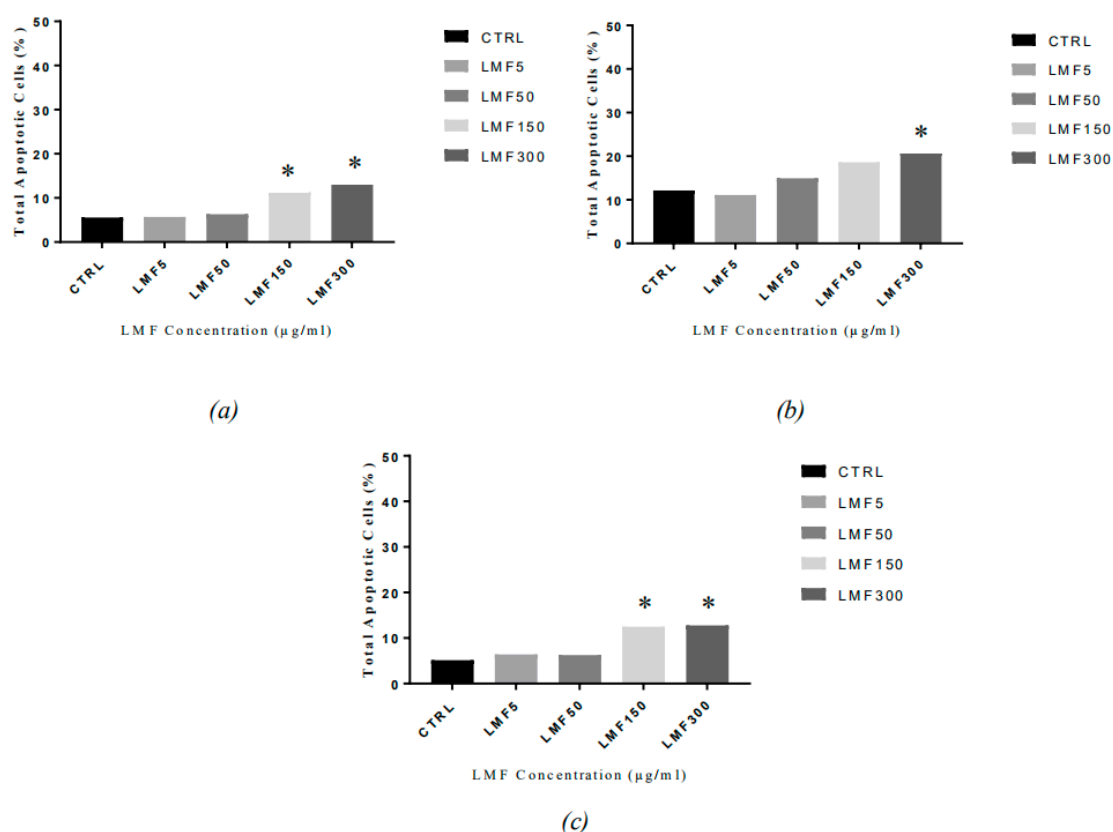 Total Apoptotic Cells (%)
50
40
30
20
10
0
CTRL
LMF5
LMF50
LMF150
LMF300
* *
CTRL
LMF5
LMF50
LMF150
LMF300
LMF Concentration (µg/ml)
(a)
Total Apoptotic Cells (%)
50
40
30
20
10
0
CTRL
LMF5
LMF50
LMF150
LMF300
*
CTRL
LMF5
LMF50
LMF150
LMF300
LMF Concentration (µg/ml)
(b)
Total Apoptotic Cells (%)
50
40
30
20
10
0
CTRL
LMF5
LMF50
LMF150
LMF300
* *
CTRL
LMF5
LMF50
LMF150
LMF300
LMF Concentration (µg/ml)
(c)